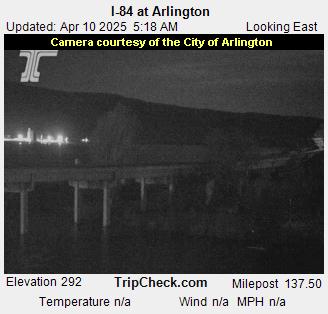 I-84 at Arlington
Updated: Apr 10 2025 5:18 AM Looking East
Camera courtesy of the City of Arlington
Elevation 292 TripCheck.com Milepost 137.50
Temperature n/a Wind n/a MPH n/a